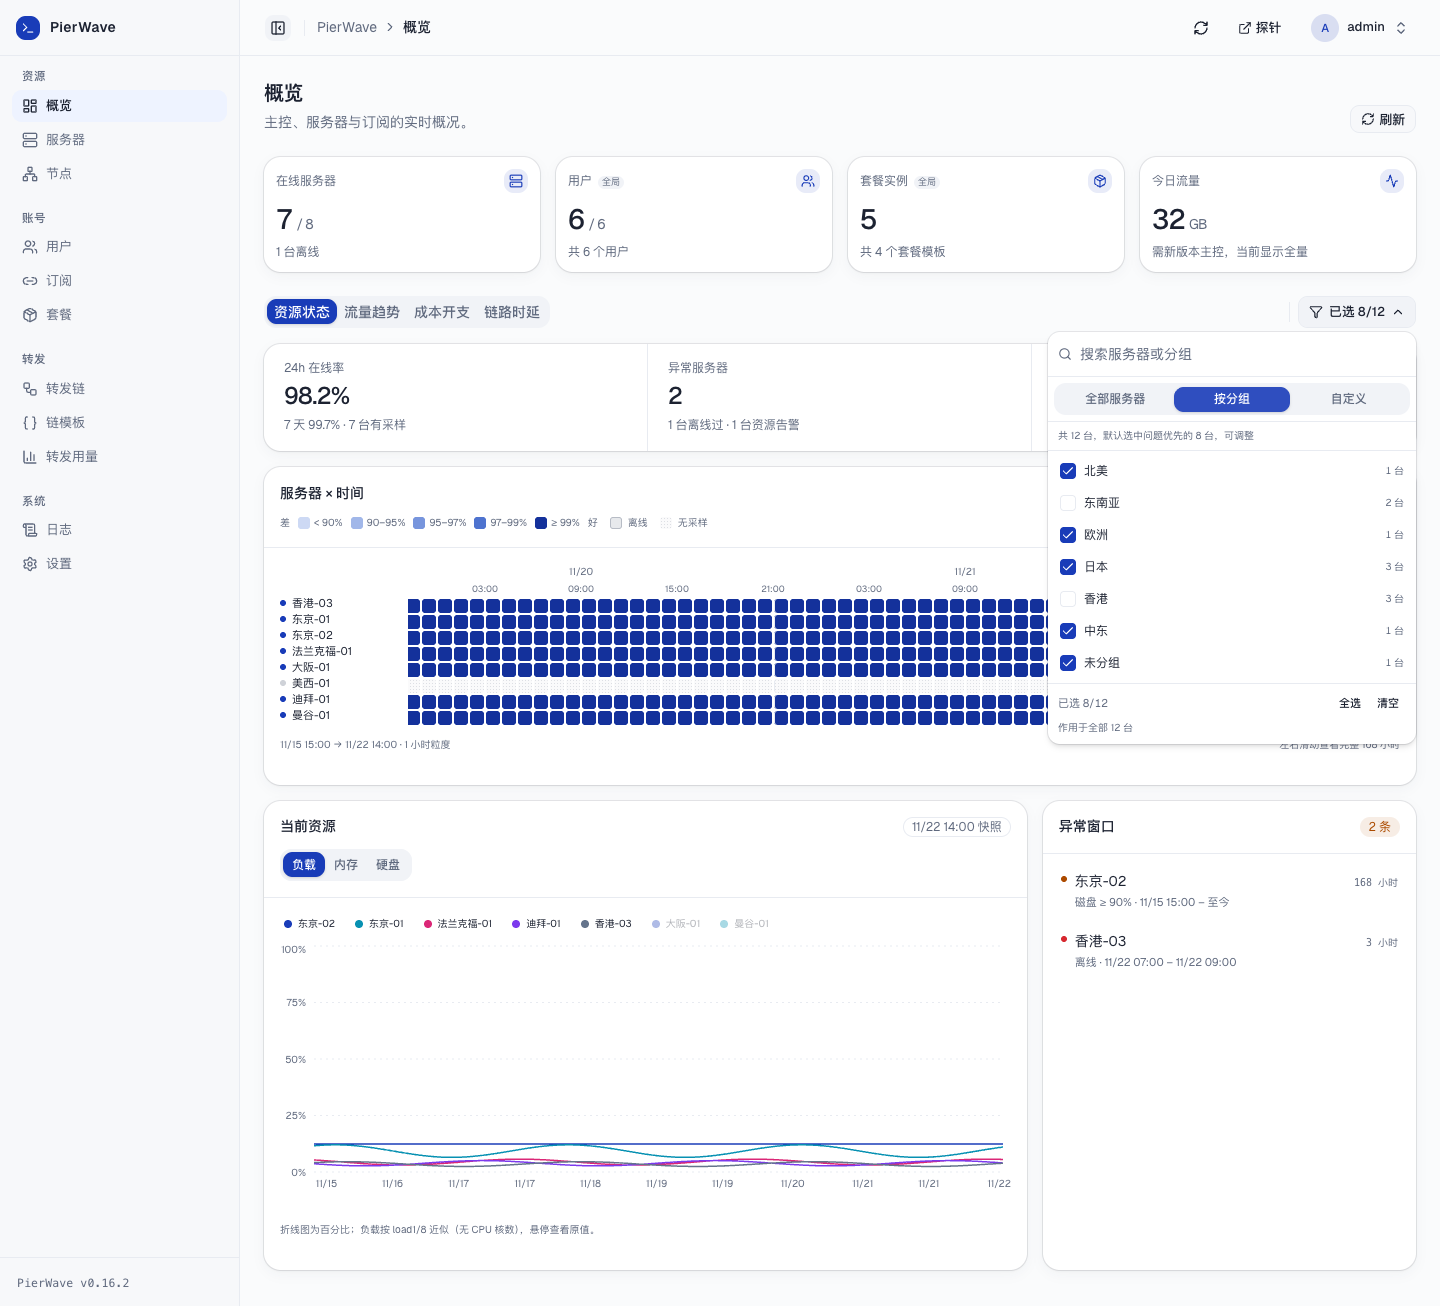 PierWave
PierWave > 概览
探针
A admin
资源
概览
服务器
节点
账号
用户
订阅
套餐
转发
转发链
链模板
转发用量
系统
日志
设置
PierWave v0.16.2
概览
主控、服务器与订阅的实时概况。
刷新
在线服务器
7 / 8
1 台离线
用户 全局
6 / 6
共 6 个用户
套餐实例 全局
5
共 4 个套餐模板
今日流量
32 GB
需新版本主控，当前显示全量
资源状态 流量趋势 成本开支 链路时延
已选 8/12
24h 在线率
98.2%
7 天 99.7% · 7 台有采样
异常服务器
2
1 台离线过 · 1 台资源告警
搜索服务器或分组
全部服务器 按分组 自定义
共 12 台，默认选中问题优先的 8 台，可调整
北美 1 台
东南亚 2 台
欧洲 1 台
日本 3 台
香港 3 台
中东 1 台
未分组 1 台
已选 8/12 全选 清空
作用于全部 12 台
服务器 × 时间
差 < 90% 90–95% 95–97% 97–99% ≥ 99% 好 离线 无采样
11/20 11/21
03:00 09:00 15:00 21:00 03:00 09:00
香港-03
东京-01
东京-02
法兰克福-01
大阪-01
美西-01
迪拜-01
曼谷-01
11/15 15:00 → 11/22 14:00 · 1 小时粒度
左右滑动查看完整 168 小时
当前资源
11/22 14:00 快照
负载 内存 硬盘
东京-02 东京-01 法兰克福-01 迪拜-01 香港-03 大阪-01 曼谷-01
100%
75%
50%
25%
0%
11/15 11/16 11/17 11/17 11/18 11/19 11/19 11/20 11/21 11/21 11/22
折线图为百分比；负载按 load1/8 近似（无 CPU 核数），悬停查看原值。
异常窗口
2 条
东京-02 168 小时
磁盘 ≥ 90% · 11/15 15:00 – 至今
香港-03 3 小时
离线 · 11/22 07:00 – 11/22 09:00